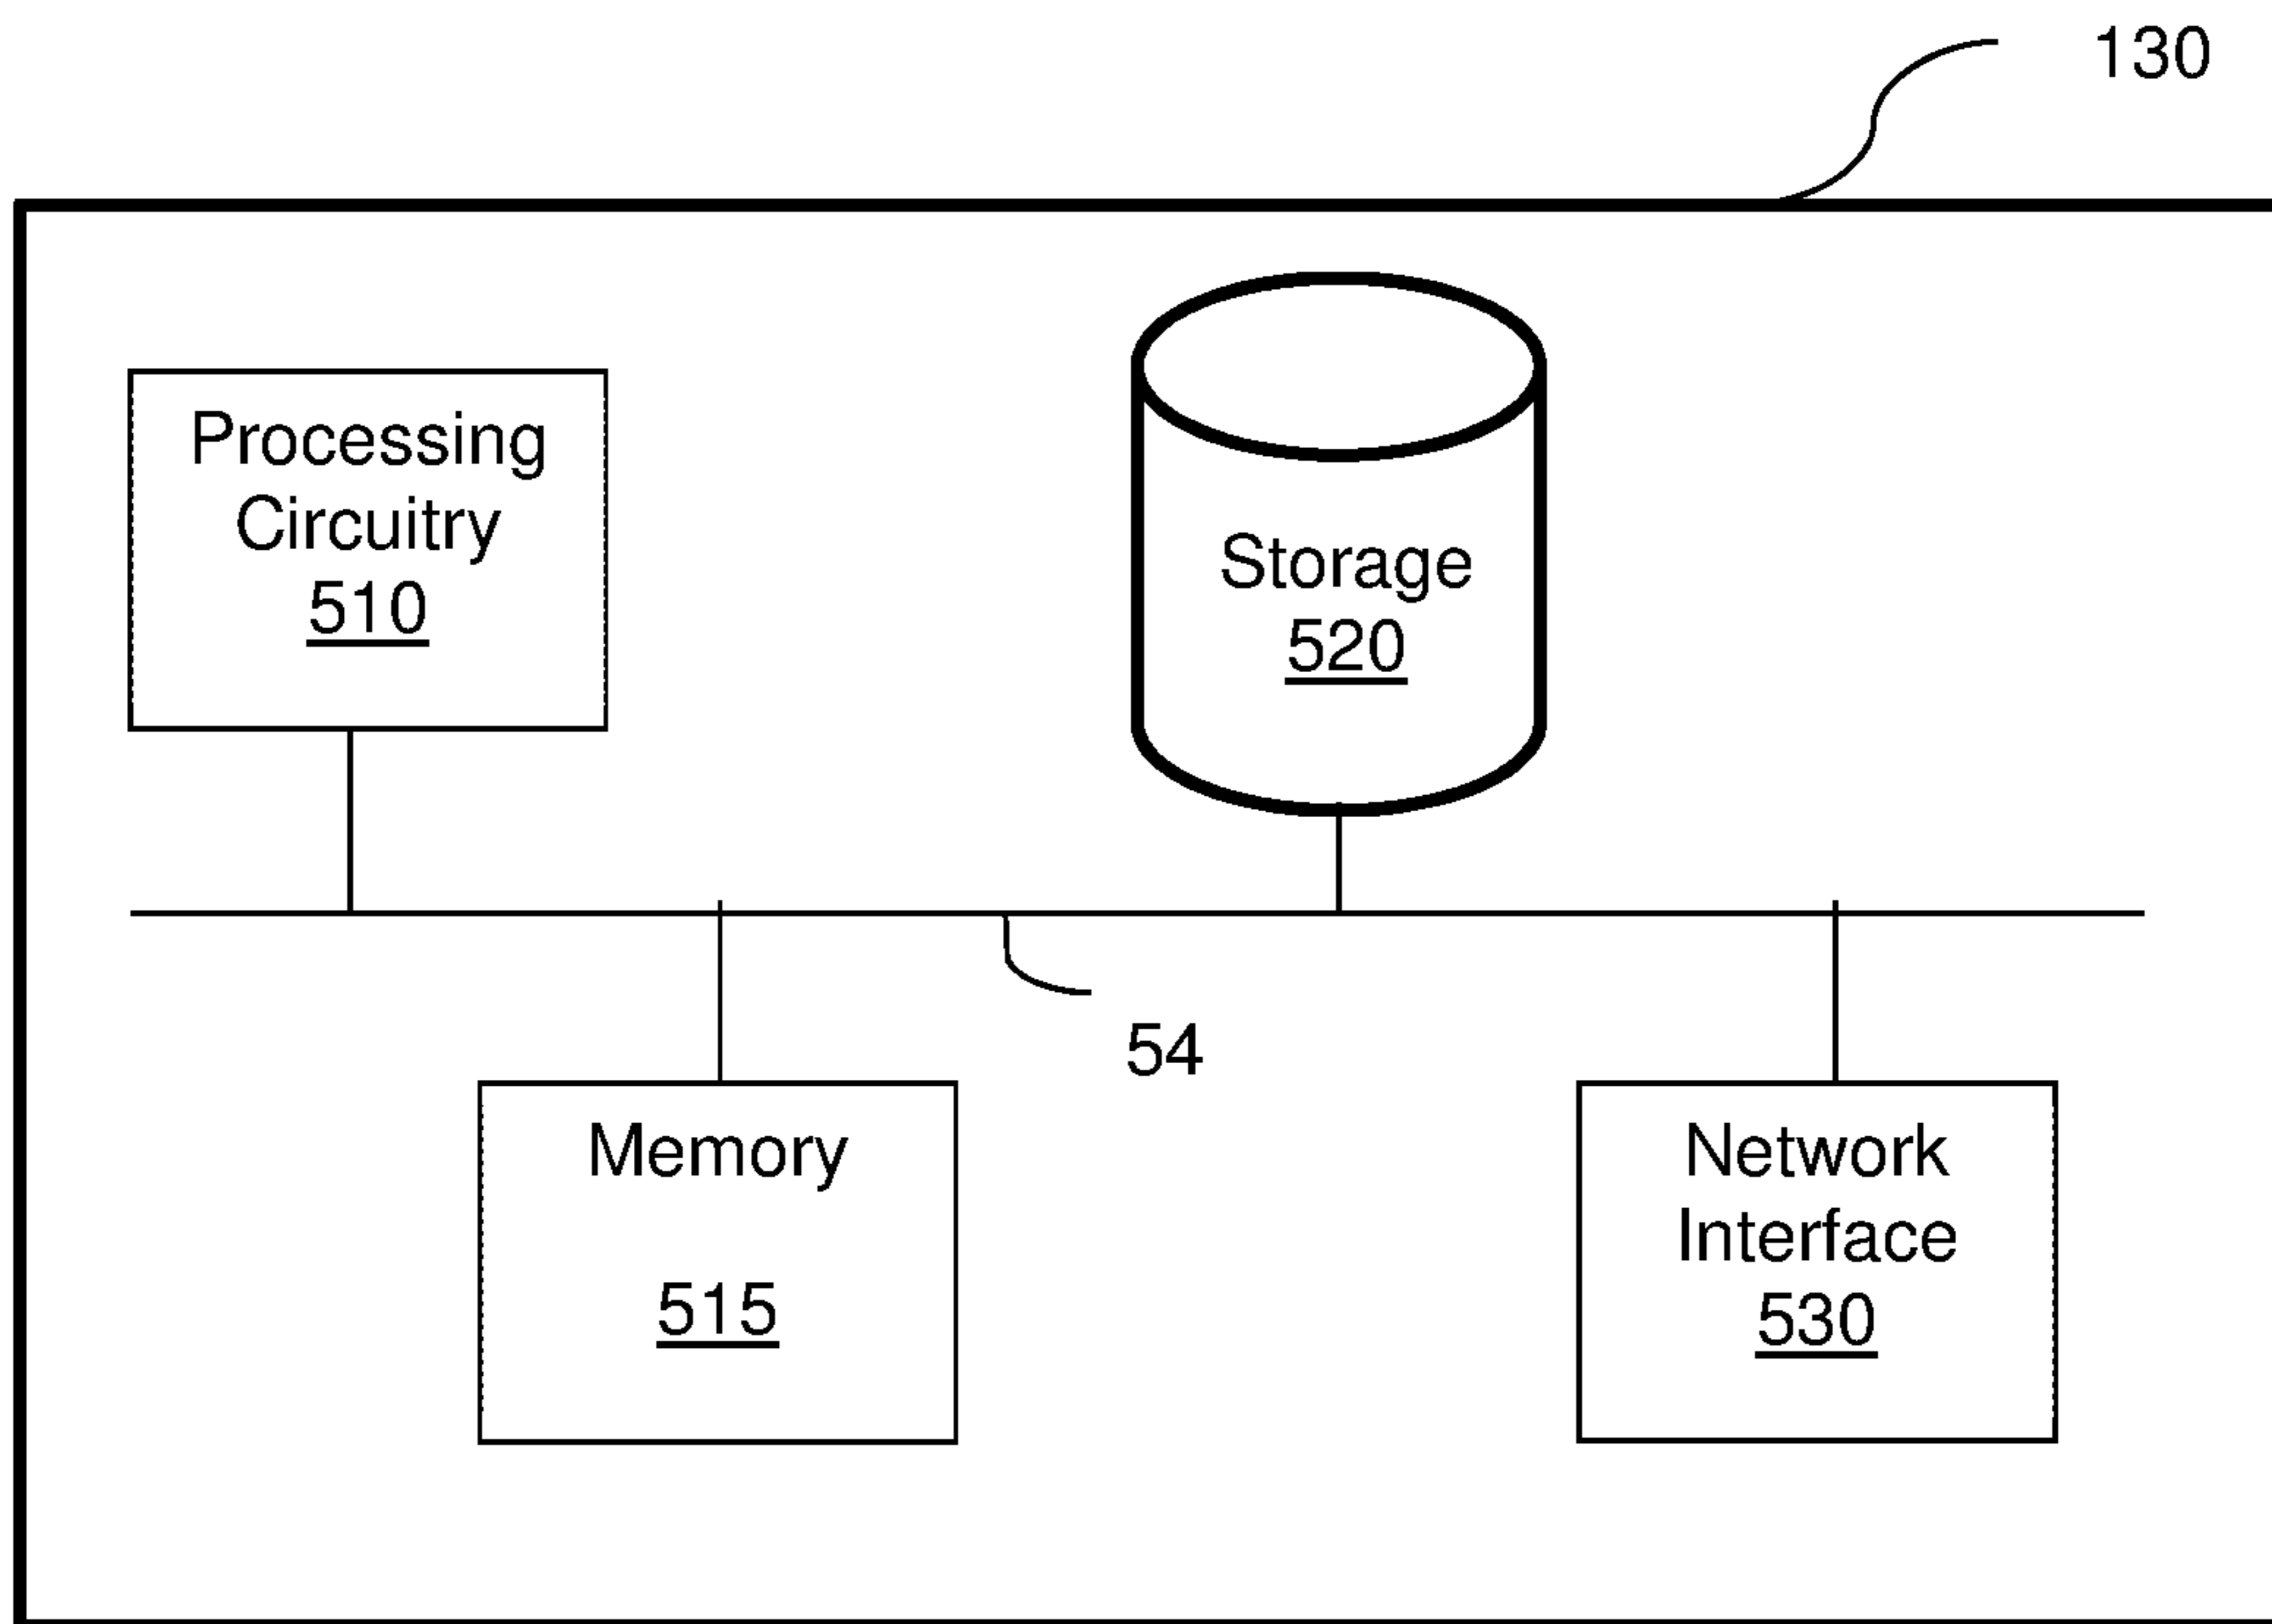 130
Processing
Circuitry
510
Storage
520
54
Memory
515
Network
Interface
530